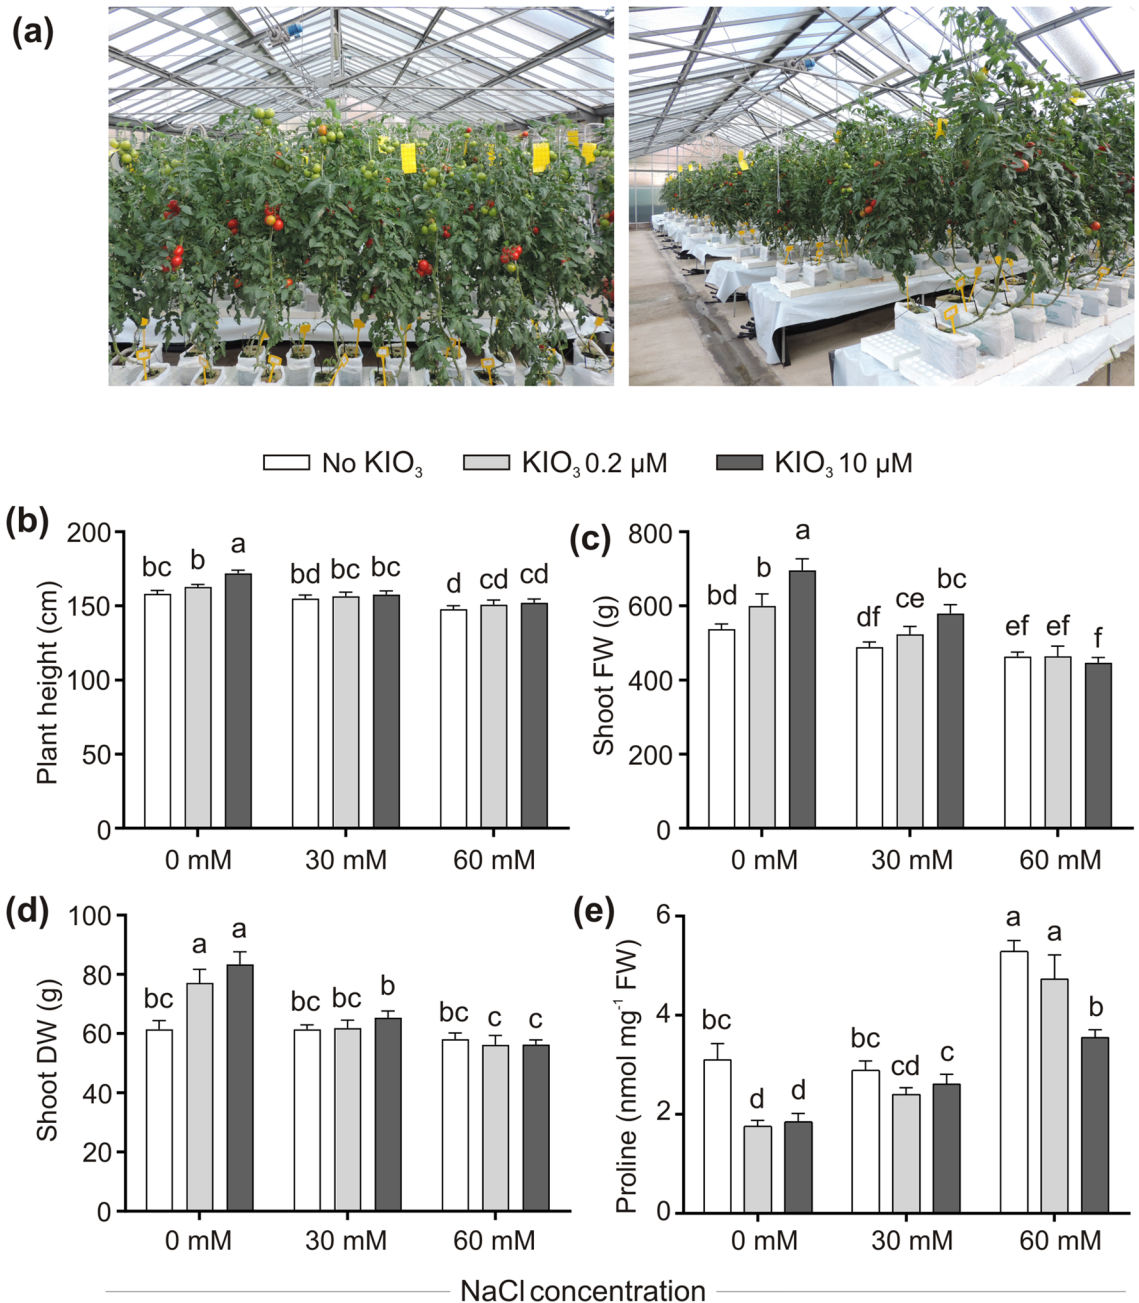 (a)
No KIO₃ KIO₃ 0.2 µM KIO₃ 10 µM
(b)
Plant height (cm)
200
150
100
50
0
bc b a
bd bc bc
d cd cd
0 mM 30 mM 60 mM
(c)
Shoot FW (g)
800
600
400
200
0
bd b a
df ce bc
ef ef f
0 mM 30 mM 60 mM
(d)
Shoot DW (g)
100
80
60
40
20
0
bc a a
bc bc b
bc c c
0 mM 30 mM 60 mM
(e)
Proline (nmol mg⁻¹ FW)
6
4
2
0
bc d d
bc cd c
a a b
0 mM 30 mM 60 mM
NaCl concentration